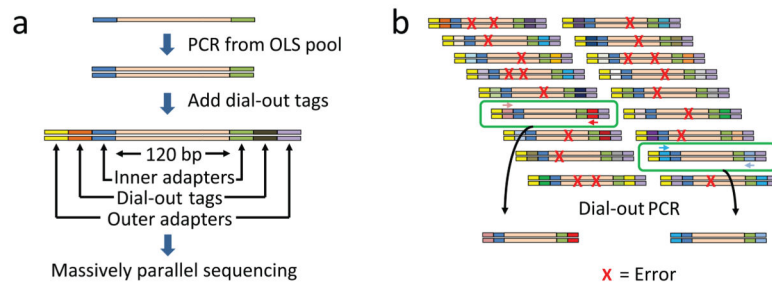 a
PCR from OLS pool
Add dial-out tags
120 bp
Inner adapters
Dial-out tags
Outer adapters
Massively parallel sequencing
b
X X
X
X
X X
X
X X
X X
X
X
X
X
X
X
X X
X
Dial-out PCR
X = Error